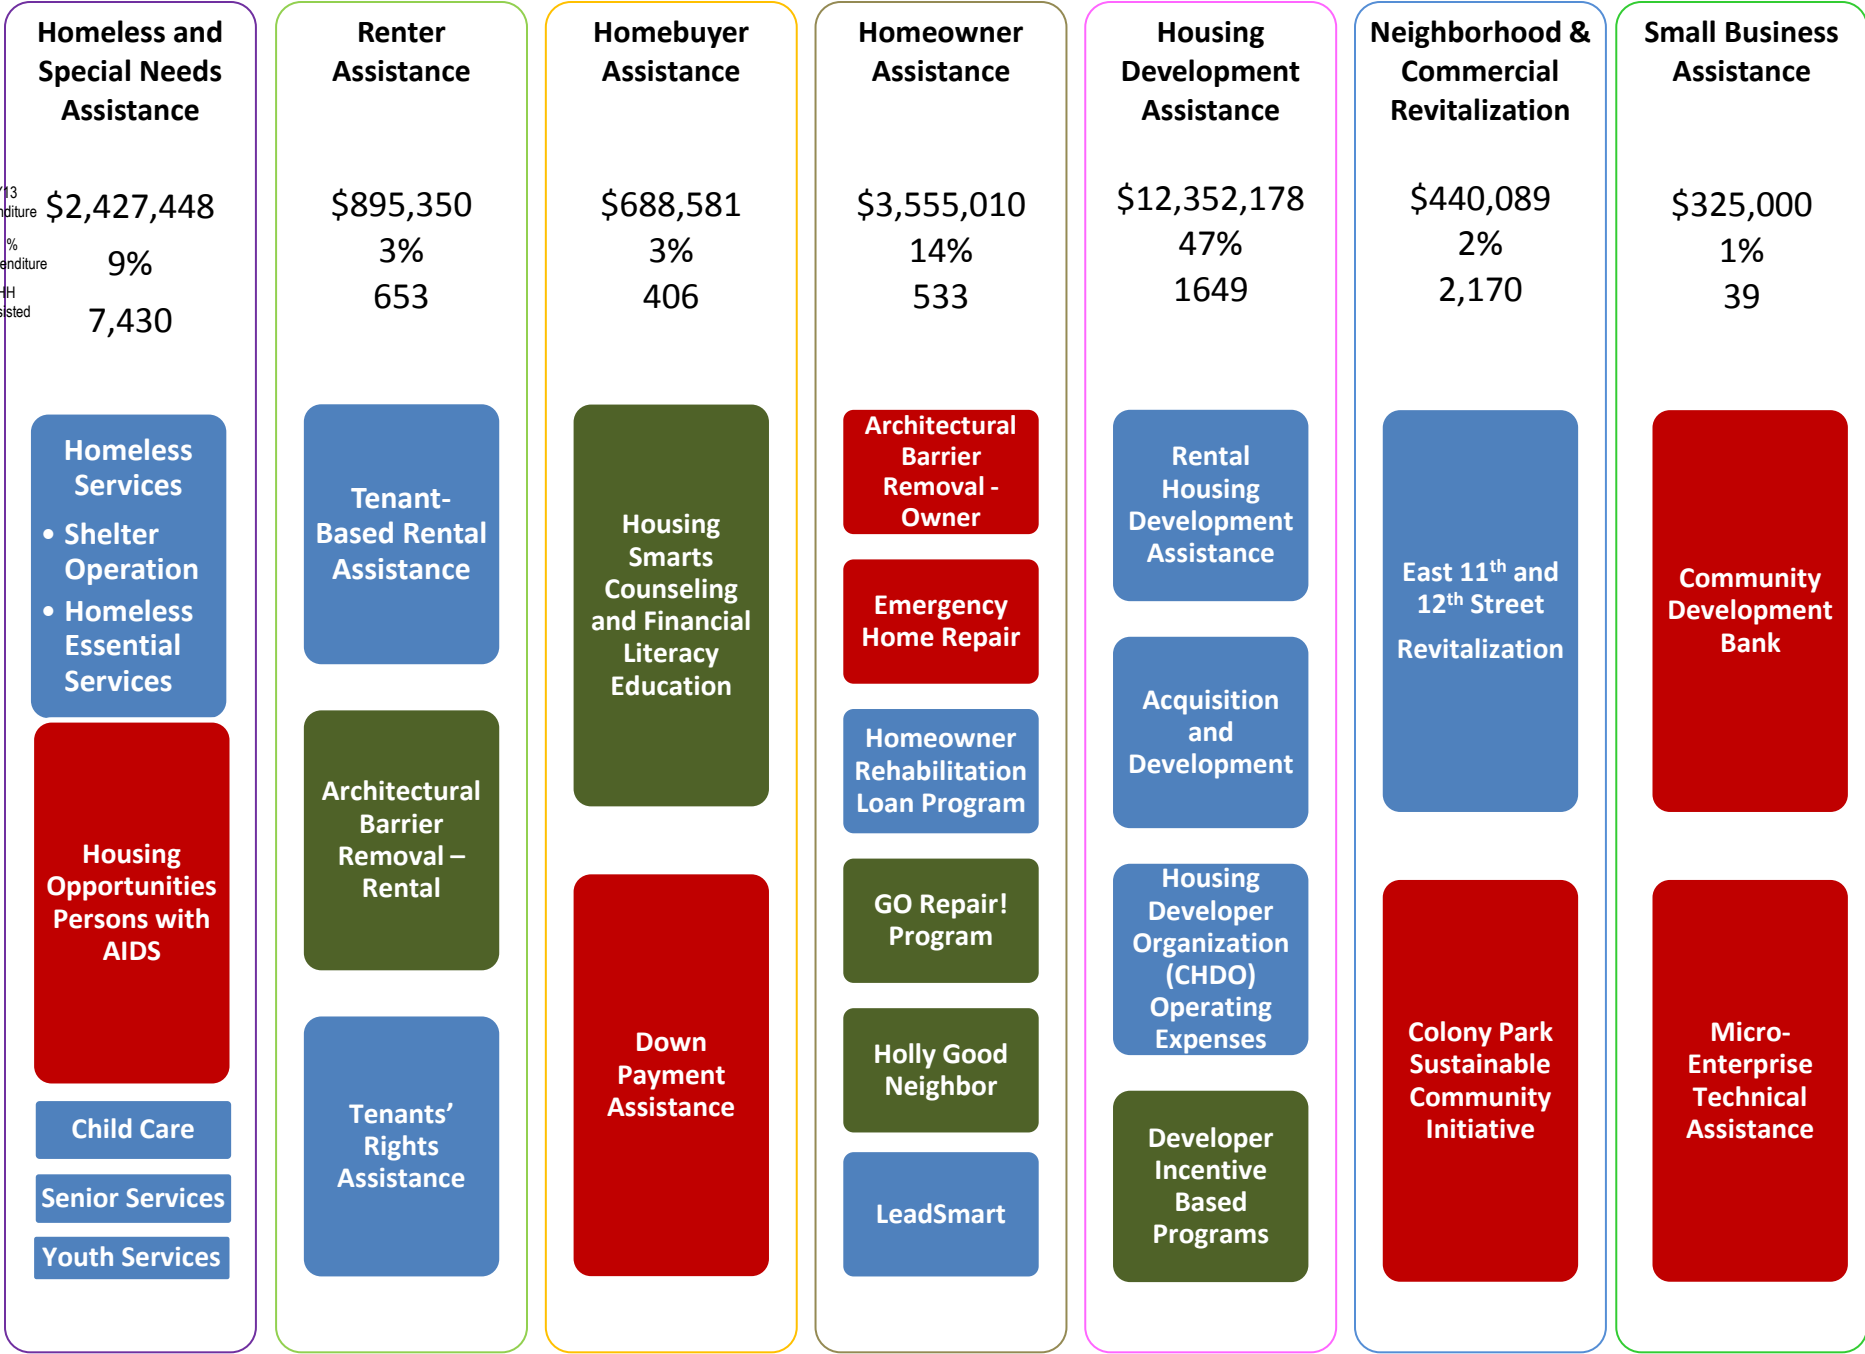 Homeless and
Special Needs
Assistance
$2,427,448
9%
7,430
Homeless
Services
• Shelter
Operation
• Homeless
Essential
Services
Housing
Opportunities
Persons with
AIDS
Child Care
Senior Services
Youth Services
Renter
Assistance
$895,350
3%
653
Tenant-
Based Rental
Assistance
Architectural
Barrier
Removal –
Rental
Tenants’
Rights
Assistance
Homebuyer
Assistance
$688,581
3%
406
Housing
Smarts
Counseling
and Financial
Literacy
Education
Down
Payment
Assistance
Homeowner
Assistance
$3,555,010
14%
533
Architectural
Barrier
Removal -
Owner
Emergency
Home Repair
Homeowner
Rehabilitation
Loan Program
GO Repair!
Program
Holly Good
Neighbor
LeadSmart
Housing
Development
Assistance
$12,352,178
47%
1649
Rental
Housing
Development
Assistance
Acquisition
and
Development
Housing
Developer
Organization
(CHDO)
Operating
Expenses
Developer
Incentive
Based
Programs
Neighborhood &
Commercial
Revitalization
$440,089
2%
2,170
East 11th and
12th Street
Revitalization
Colony Park
Sustainable
Community
Initiative
Small Business
Assistance
$325,000
1%
39
Community
Development
Bank
Micro-
Enterprise
Technical
Assistance